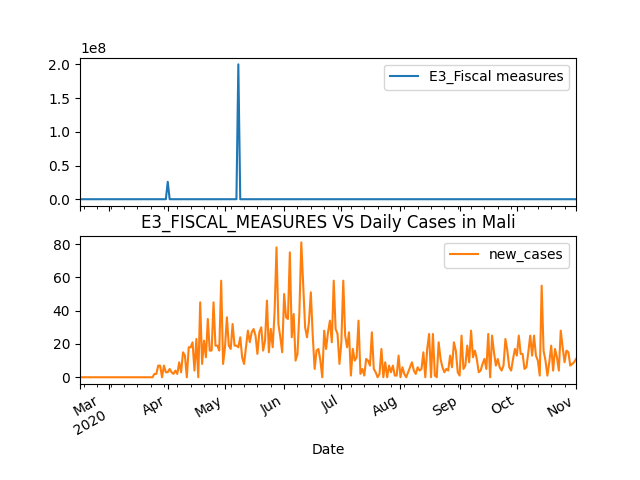 1e8
2.0
1.5
1.0
0.5
0.0
E3_Fiscal measures
E3_FISCAL_MEASURES VS Daily Cases in Mali
80
60
40
20
0
new_cases
Mar
2020
Apr
May
Jun
Jul
Aug
Sep
Oct
Nov
Date